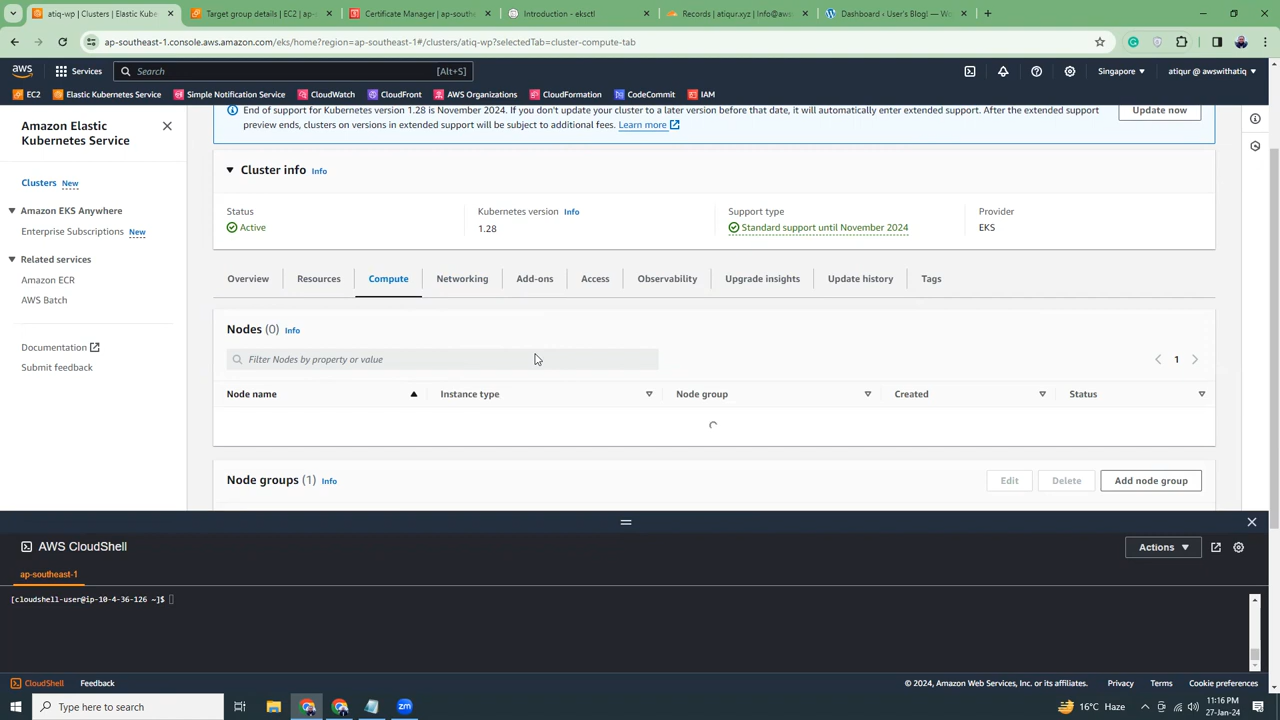 atiq-wp | Clusters | Elastic Kube
Target group details | EC2 | ap-
Certificate Manager | ap-southe
Introduction - eksctl
Records | atiqur.xyz | Info@aws
Dashboard ‹ User's Blog! — Wo
ap-southeast-1.console.aws.amazon.com/eks/home?region=ap-southeast-1#/clusters/atiq-wp?selectedTab=cluster-compute-tab
aws Services Search [Alt+S] Singapore atiqur @ awswithatiq
EC2 Elastic Kubernetes Service Simple Notification Service CloudWatch CloudFront AWS Organizations CloudFormation CodeCommit IAM
Amazon Elastic Kubernetes Service
Clusters New
Amazon EKS Anywhere
Enterprise Subscriptions New
Related services
Amazon ECR
AWS Batch
Documentation
Submit feedback
End of support for Kubernetes version 1.28 is November 2024. If you don't update your cluster to a later version before that date, it will automatically enter extended support. After the extended support
preview ends, clusters on versions in extended support will be subject to additional fees. Learn more
Update now
Cluster info Info
Status
Active
Kubernetes version Info
1.28
Support type
Standard support until November 2024
Provider
EKS
Overview Resources Compute Networking Add-ons Access Observability Upgrade insights Update history Tags
Nodes (0) Info
Filter Nodes by property or value
1
Node name Instance type Node group Created Status
Node groups (1) Info
Edit Delete Add node group
AWS CloudShell
Actions
ap-southeast-1
[cloudshell-user@ip-10-4-36-126 ~]$
CloudShell Feedback © 2024, Amazon Web Services, Inc. or its affiliates. Privacy Terms Cookie preferences
Type here to search
zm
16°C Haze
11:16 PM
27-Jan-24